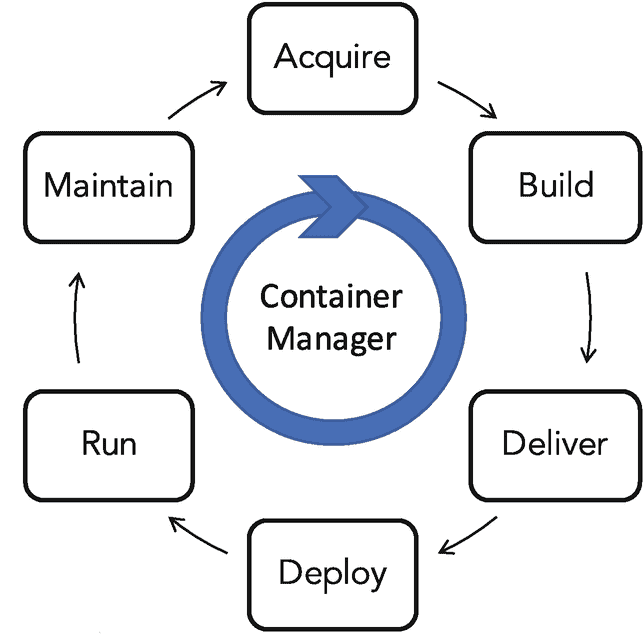 Acquire
Build
Deliver
Deploy
Run
Maintain
Container
Manager